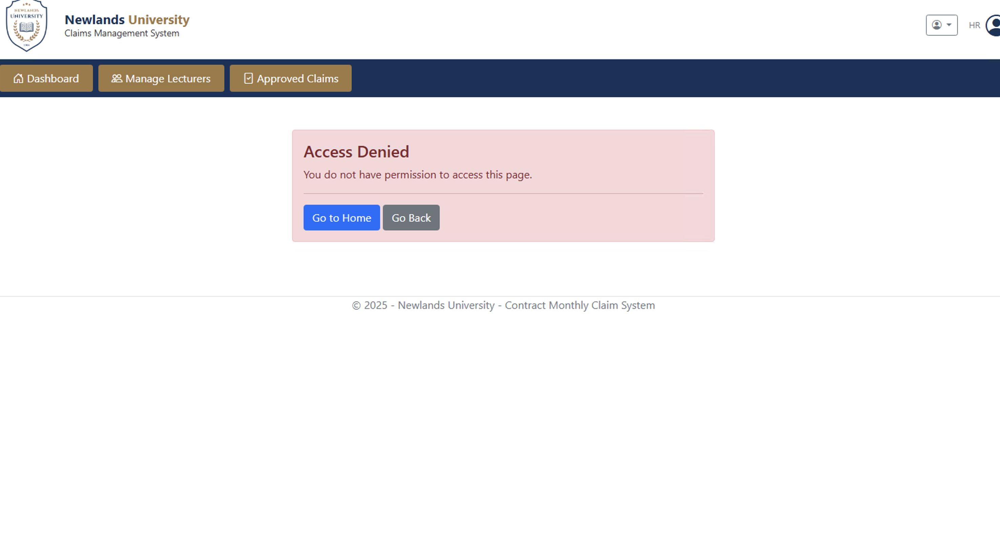 NEWLANDS
UNIVERSITY
Newlands University
Claims Management System
HR
Dashboard
Manage Lecturers
Approved Claims
Access Denied
You do not have permission to access this page.
Go to Home
Go Back
© 2025 - Newlands University - Contract Monthly Claim System